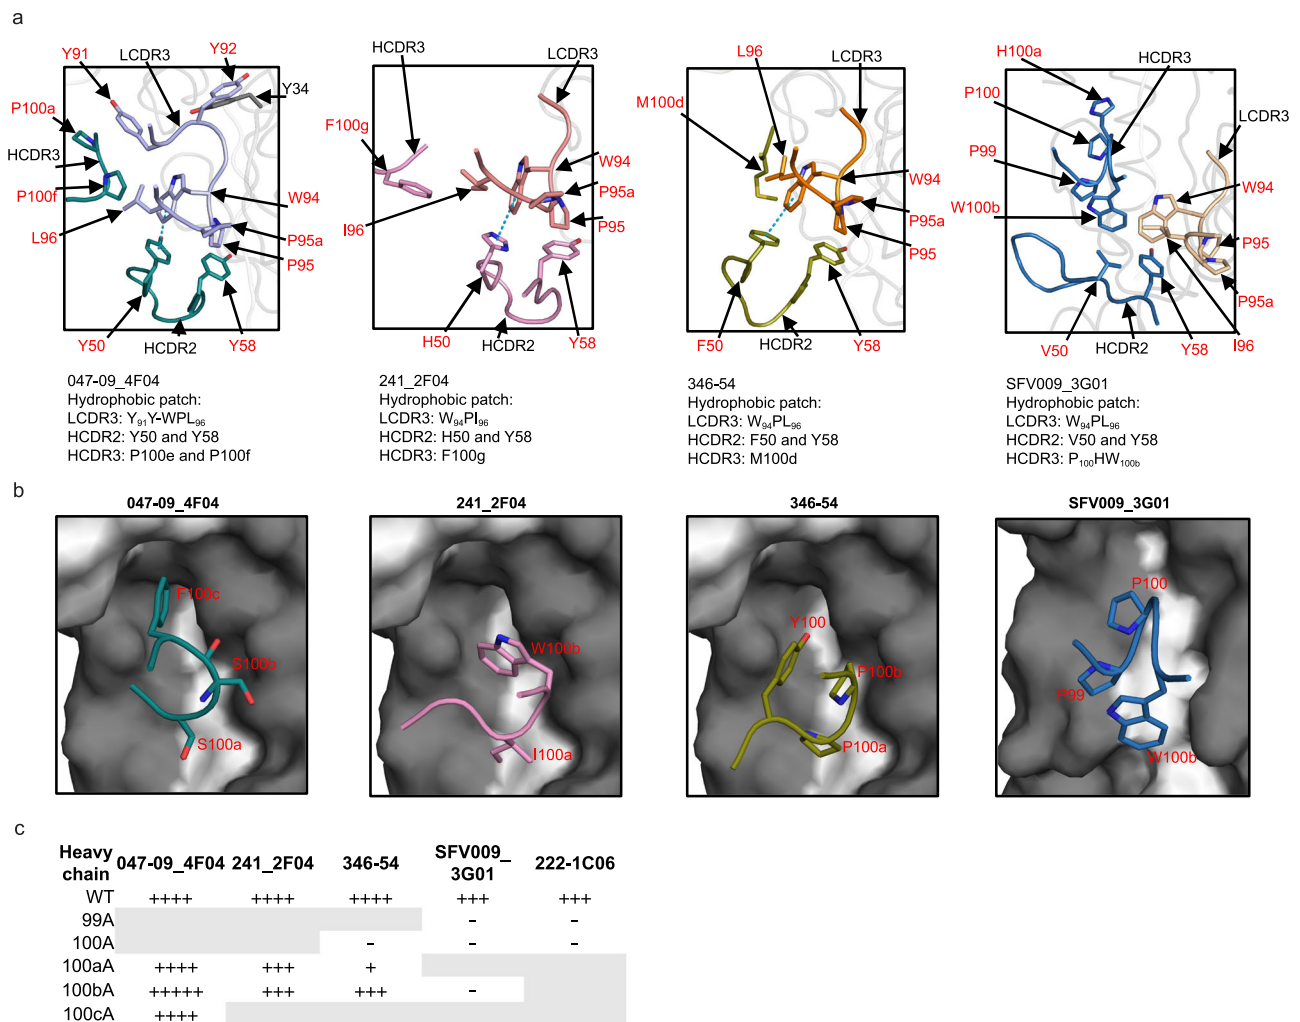 a
Y91
LCDR3
Y92
Y34
P100a
HCDR3
P100f
L96
W94
P95a
P95
Y50
HCDR2
Y58
HCDR3
LCDR3
F100g
W94
P95a
I96
P95
H50
HCDR2
Y58
L96
LCDR3
M100d
W94
P95a
P95
F50
HCDR2
Y58
H100a
HCDR3
P100
LCDR3
P99
W94
W100b
P95
P95a
V50
HCDR2
Y58
I96
047-09_4F04
Hydrophobic patch:
LCDR3: Y91Y-WPL96
HCDR2: Y50 and Y58
HCDR3: P100e and P100f
241_2F04
Hydrophobic patch:
LCDR3: W94PI96
HCDR2: H50 and Y58
HCDR3: F100g
346-54
Hydrophobic patch:
LCDR3: W94PL96
HCDR2: F50 and Y58
HCDR3: M100d
SFV009_3G01
Hydrophobic patch:
LCDR3: W94PL96
HCDR2: V50 and Y58
HCDR3: P100HW100b
b
047-09_4F04
F100c
S100b
S100a
241_2F04
W100b
I100a
346-54
Y100
P100b
P100a
SFV009_3G01
P100
P99
W100b
c
Heavy chain 047-09_4F04 241_2F04 346-54 SFV009_3G01 222-1C06
WT ++++ ++++ ++++ +++ +++
99A - -
100A - - -
100aA ++++ +++ +
100bA +++++ +++ +++ -
100cA ++++